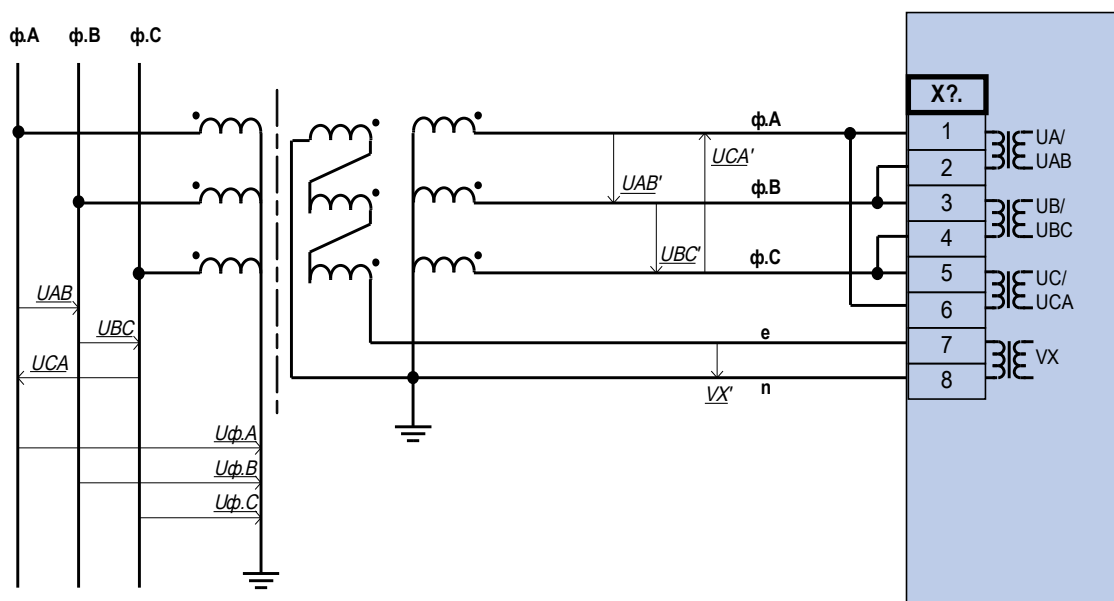 ф.A
ф.B
ф.C
X?.
ф.A
1
UA/
UAB
UCA'
2
UAB'
ф.B
3
UB/
UBC
4
UBC'
ф.C
5
UC/
UCA
6
UAB
e
7
UBC
VX
UCA
8
VX'
n
Uф.A
Uф.B
Uф.C